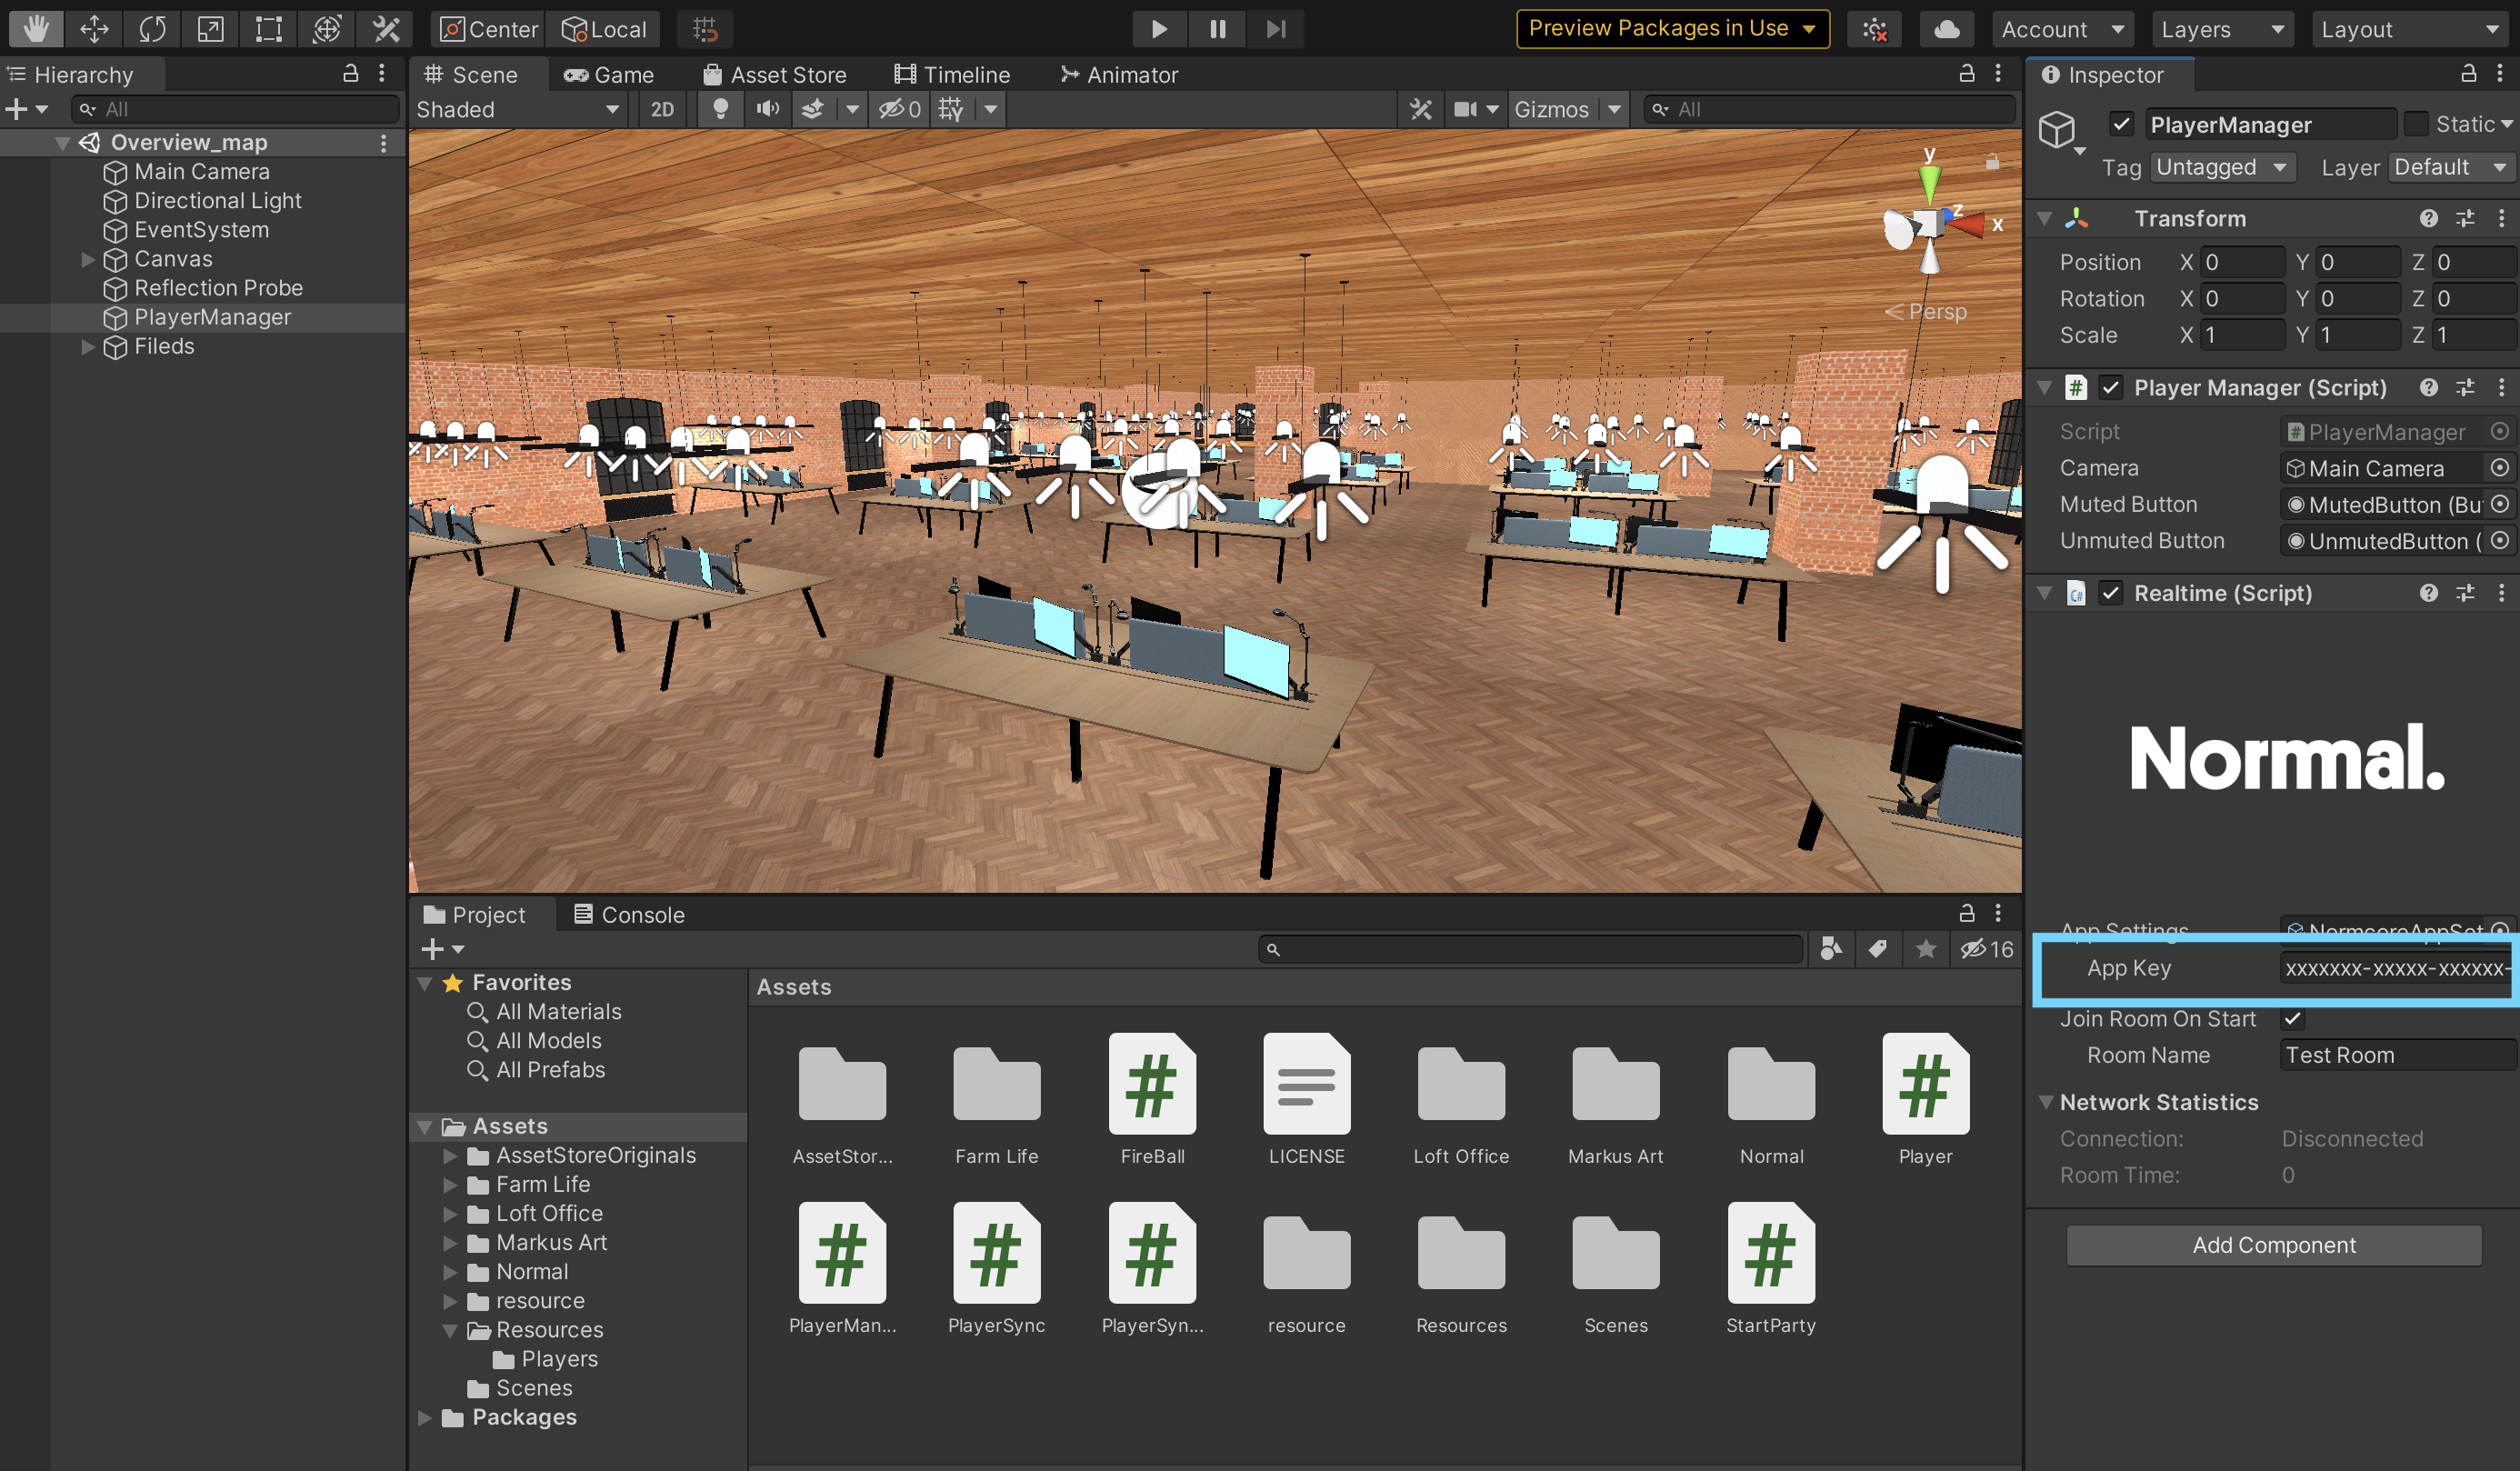 Center
Local
Preview Packages in Use
Account
Layers
Layout
Hierarchy
All
Overview_map
Main Camera
Directional Light
EventSystem
Canvas
Reflection Probe
PlayerManager
Fileds
Scene
Game
Asset Store
Timeline
Animator
Shaded
2D
0
Gizmos
All
y
z
x
Persp
Project
Console
16
Favorites
All Materials
All Models
All Prefabs
Assets
AssetStoreOriginals
Farm Life
Loft Office
Markus Art
Normal
resource
Resources
Players
Scenes
Packages
Assets
AssetStor...
Farm Life
FireBall
LICENSE
Loft Office
Markus Art
Normal
Player
PlayerMan...
PlayerSync
PlayerSyn...
resource
Resources
Scenes
StartParty
Inspector
PlayerManager
Static
Tag Untagged
Layer Default
Transform
Position X 0 Y 0 Z 0
Rotation X 0 Y 0 Z 0
Scale X 1 Y 1 Z 1
# Player Manager (Script)
Script # PlayerManager
Camera Main Camera
Muted Button MutedButton (Bu
Unmuted Button UnmutedButton (
Realtime (Script)
Normal.
App Settings NormcoreAppSet
App Key xxxxxxx-xxxxx-xxxxxx-
Join Room On Start
Room Name Test Room
Network Statistics
Connection: Disconnected
Room Time: 0
Add Component